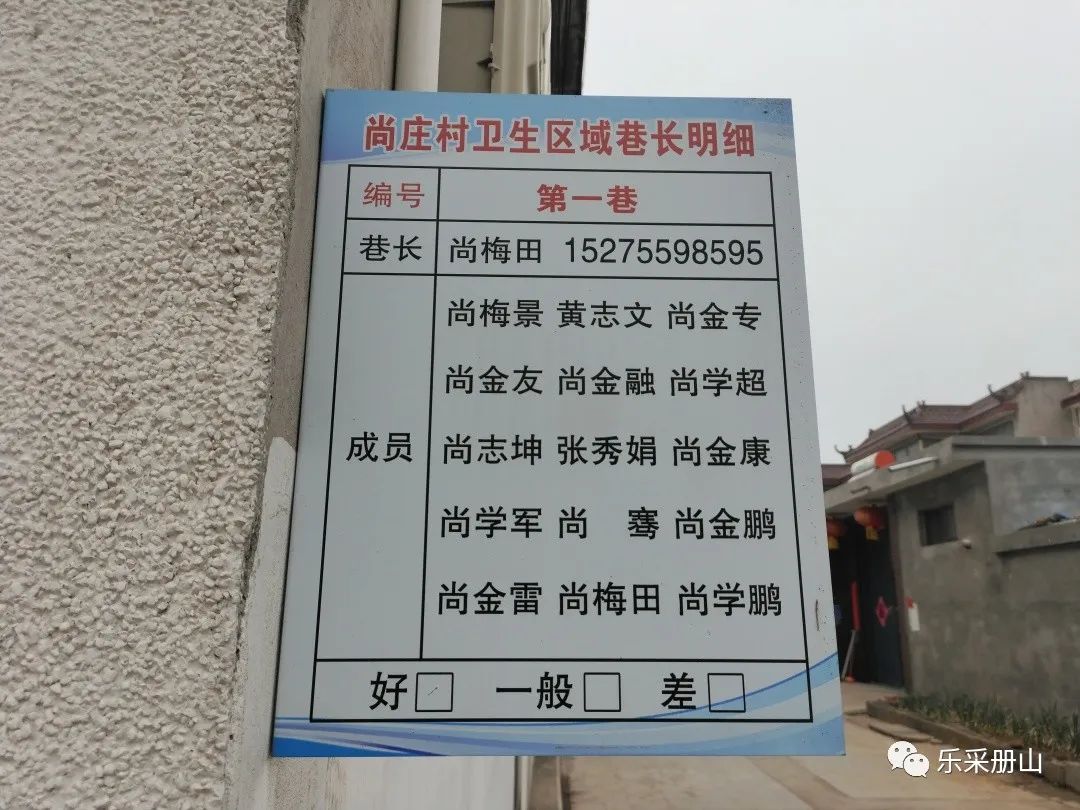 尚庄村卫生区域巷长明细
编号 第一巷
巷长 尚梅田 15275598595
成员
尚梅景 黄志文 尚金专
尚金友 尚金融 尚学超
尚志坤 张秀娟 尚金康
尚学军 尚 骞 尚金鹏
尚金雷 尚梅田 尚学鹏
好□ 一般□ 差□
乐采册山